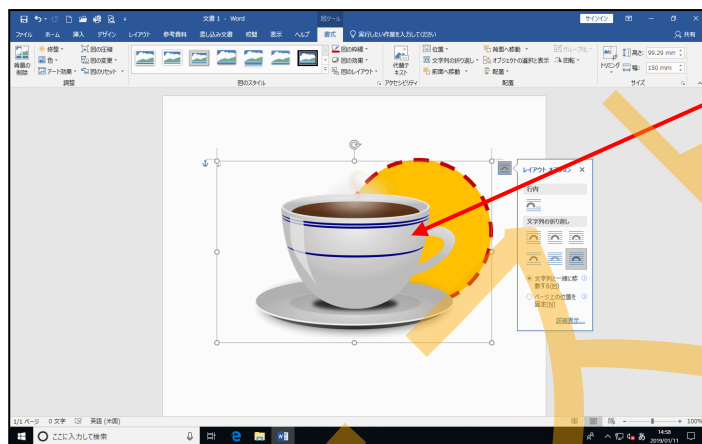 文書 1 - Word
図ツール
サインイン
ファイル ホーム 挿入 デザイン レイアウト 参考資料 差し込み文書 校閲 表示 ヘルプ 書式 実行したい作業を入力してください 共有
背景の削除
修整
色
アート効果
図の圧縮
図の変更
図のリセット
図の枠線
図の効果
図のレイアウト
代替テキスト
位置
文字列の折り返し
前面へ移動
背面へ移動
オブジェクトの選択と表示
配置
グループ化
回転
トリミング
高さ: 99.29 mm
幅: 150 mm
調整 図のスタイル アクセシビリティ 配置 サイズ
レイアウト オプション
行内
文字列の折り返し
文字列と一緒に移動する(M)
ページ上の位置を固定(N)
詳細表示...
1/1 ページ 0 文字 英語 (米国) 100%
ここに入力して検索
あ
14:58
2019/01/11